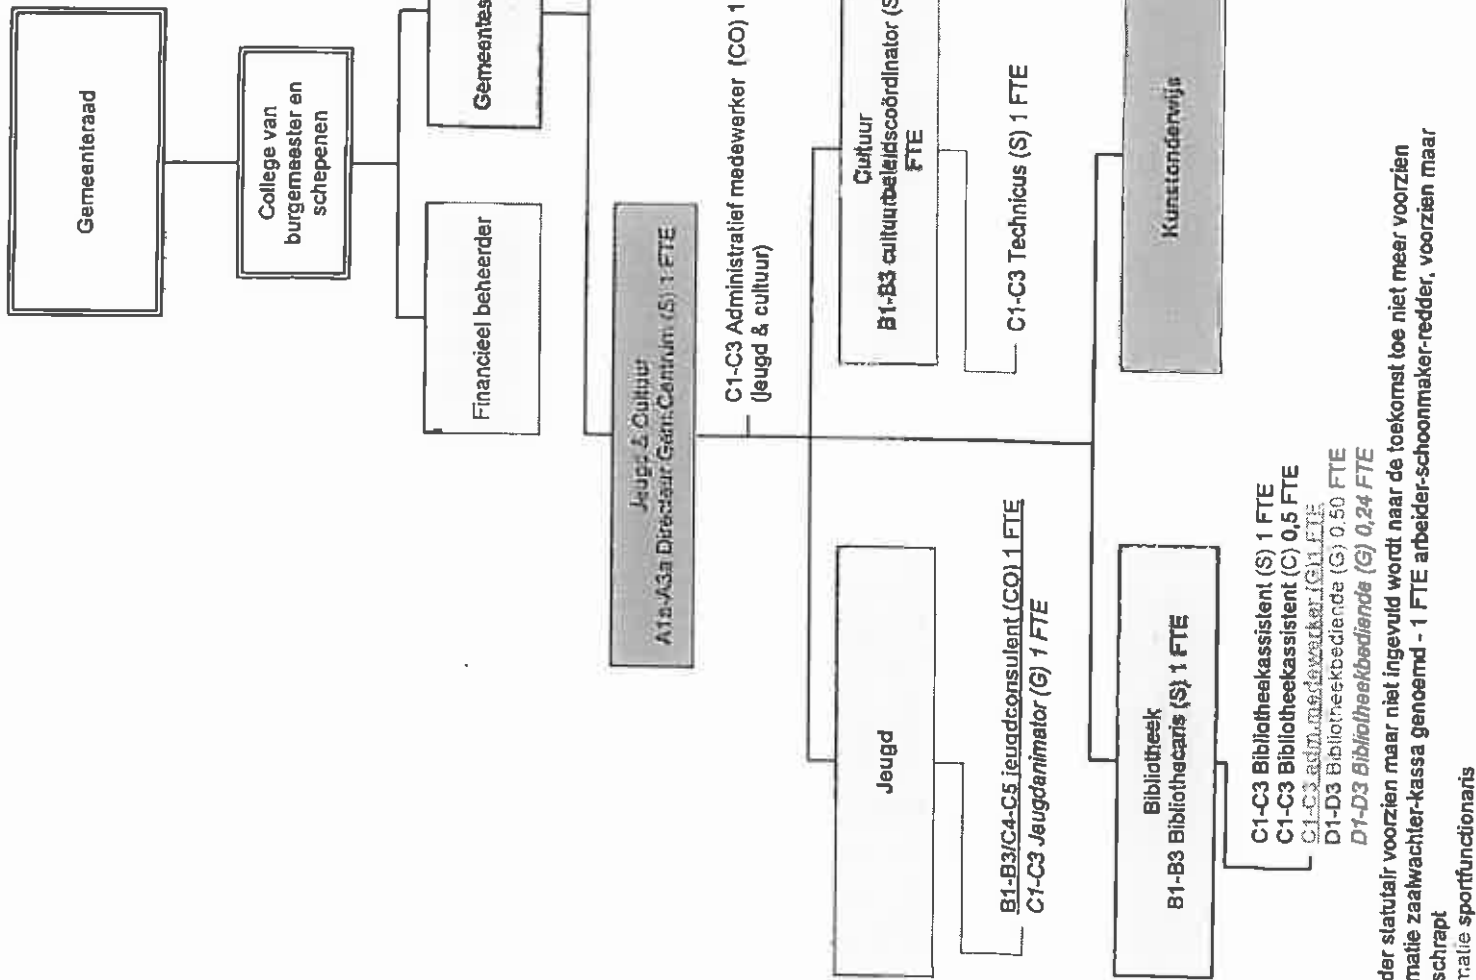 Gemeenteraad
College van
burgemeester en
schepenen
Financieel beheerder
Jeugd & Cultuur
A1a-A3a Directeur Gem.Centrum (S) 1 FTE
C1-C3 Administratief medewerker (CO) 1
(jeugd & cultuur)
Jeugd
B1-B3/C4-C5 jeugdconsulent (CO) 1 FTE
C1-C3 Jeugdanimator (G) 1 FTE
Cultuur
B1-B3 cultuurbeleidscoördinator (S
FTE
C1-C3 Technicus (S) 1 FTE
Bibliotheek
B1-B3 Bibliothecaris (S) 1 FTE
C1-C3 Bibliotheekassistent (S) 1 FTE
C1-C3 Bibliotheekassistent (C) 0,5 FTE
C1-C3 adm.medewerker (G) 1 FTE
D1-D3 Bibliotheekbediende (G) 0,50 FTE
D1-D3 Bibliotheekbediende (G) 0,24 FTE
Kunstonderwijs
der statutair voorzien maar niet ingevuld wordt naar de toekomst toe niet meer voorzien
matie zaalwachter-kassa genoemd - 1 FTE arbeider-schoonmaker-redder, voorzien maar
schrapt
matie sportfunctionaris